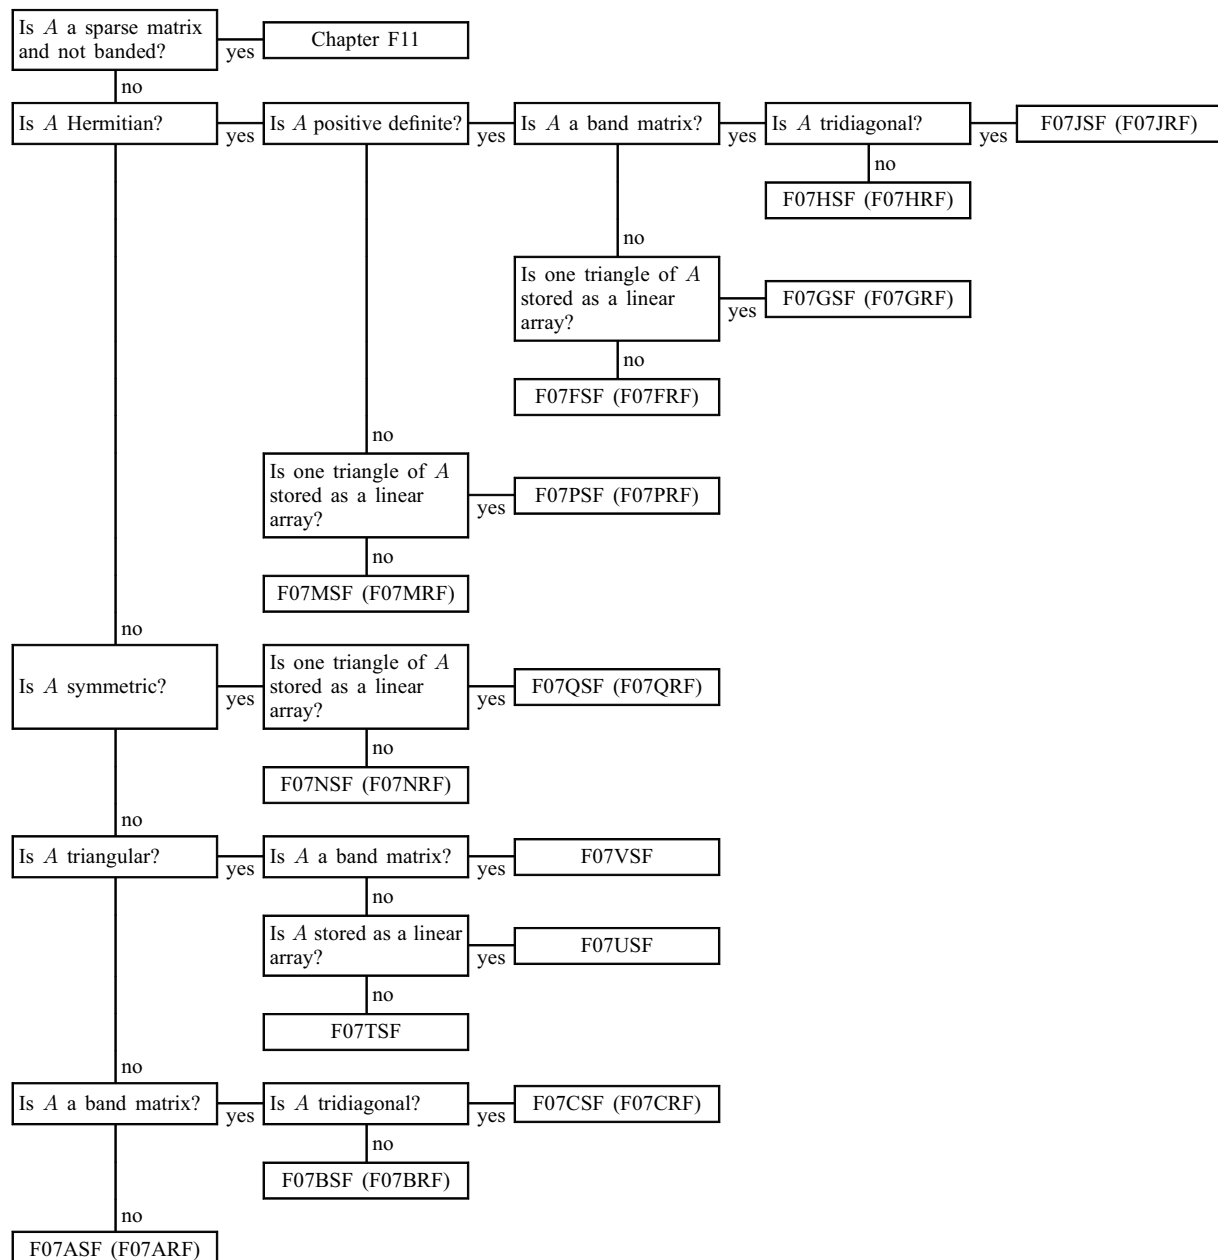 Is A a sparse matrix
and not banded?
yes
Chapter F11
no
Is A Hermitian?
yes
Is A positive definite?
yes
Is A a band matrix?
yes
Is A tridiagonal?
yes
F07JSF (F07JRF)
no
F07HSF (F07HRF)
no
Is one triangle of A
stored as a linear
array?
yes
F07GSF (F07GRF)
no
F07FSF (F07FRF)
no
Is one triangle of A
stored as a linear
array?
yes
F07PSF (F07PRF)
no
F07MSF (F07MRF)
no
Is A symmetric?
yes
Is one triangle of A
stored as a linear
array?
yes
F07QSF (F07QRF)
no
F07NSF (F07NRF)
no
Is A triangular?
yes
Is A a band matrix?
yes
F07VSF
no
Is A stored as a linear
array?
yes
F07USF
no
F07TSF
no
Is A a band matrix?
yes
Is A tridiagonal?
yes
F07CSF (F07CRF)
no
F07BSF (F07BRF)
no
F07ASF (F07ARF)